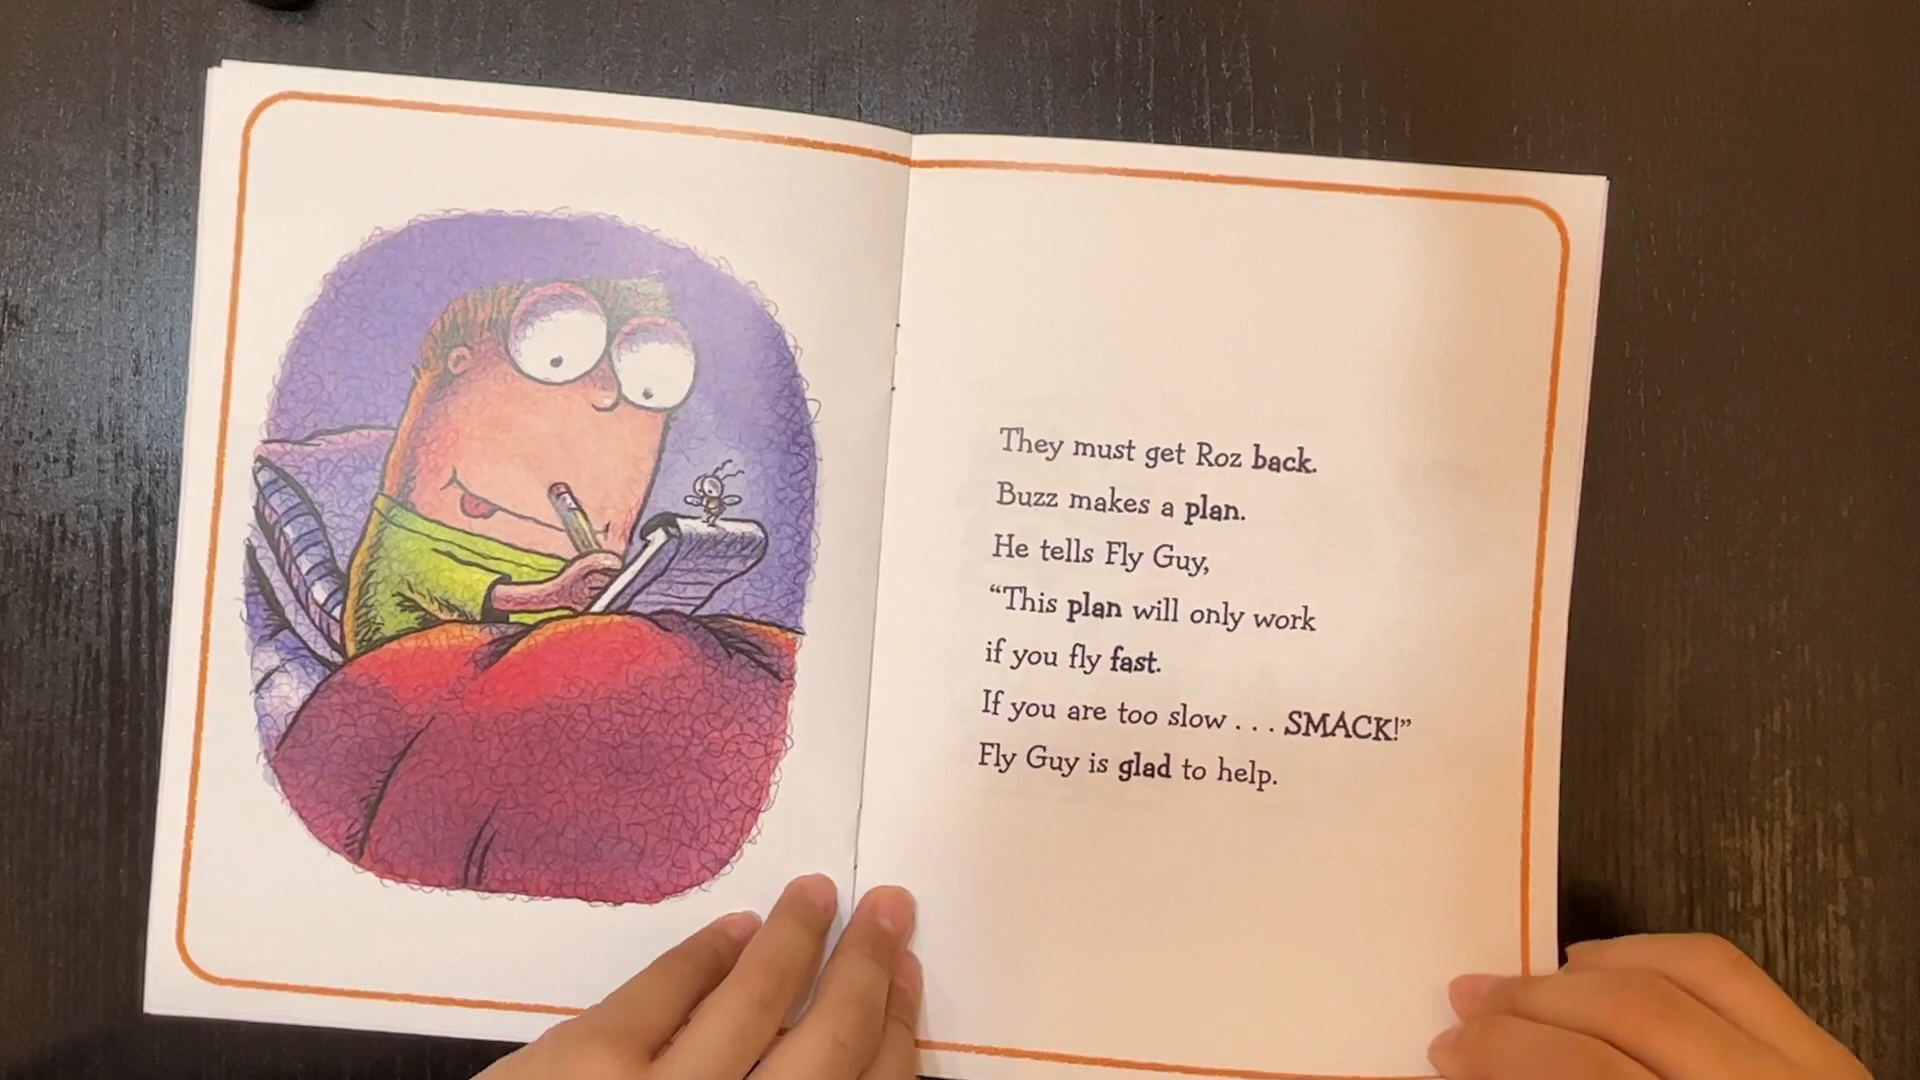 They must get Roz back.
Buzz makes a plan.
He tells Fly Guy,
“This plan will only work
if you fly fast.
If you are too slow . . . SMACK!”
Fly Guy is glad to help.